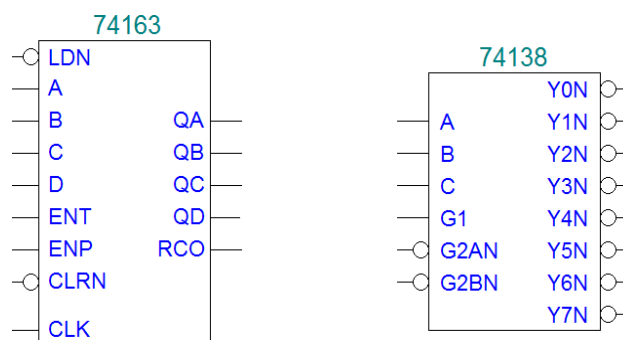 74163
LDN
A
B QA
C QB
D QC
ENT QD
ENP RCO
CLRN
CLK
74138
Y0N
A Y1N
B Y2N
C Y3N
G1 Y4N
G2AN Y5N
G2BN Y6N
Y7N